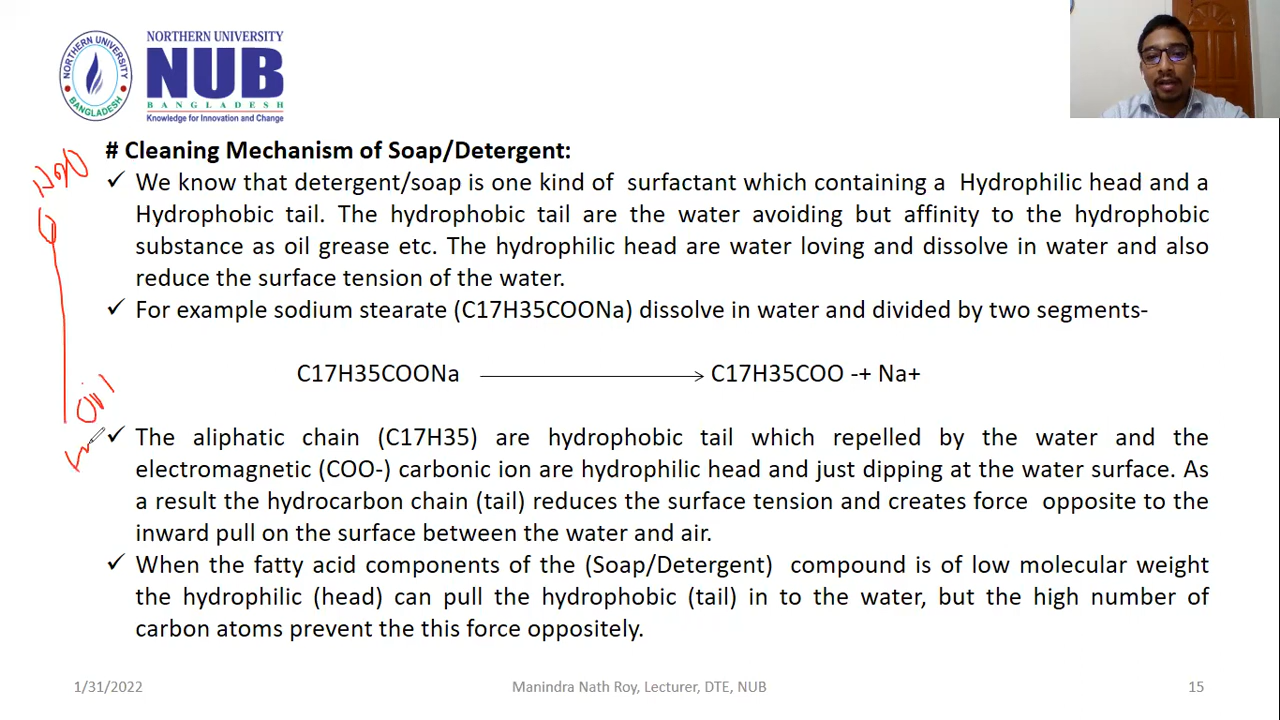 NORTHERN UNIVERSITY
NUB
BANGLADESH
Knowledge for Innovation and Change
NORTHERN UNIVERSITY
BANGLADESH
# Cleaning Mechanism of Soap/Detergent:
✓ We know that detergent/soap is one kind of surfactant which containing a Hydrophilic head and a
Hydrophobic tail. The hydrophobic tail are the water avoiding but affinity to the hydrophobic
substance as oil grease etc. The hydrophilic head are water loving and dissolve in water and also
reduce the surface tension of the water.
✓ For example sodium stearate (C17H35COONa) dissolve in water and divided by two segments-
C17H35COONa → C17H35COO -+ Na+
Oil
✓ The aliphatic chain (C17H35) are hydrophobic tail which repelled by the water and the
electromagnetic (COO-) carbonic ion are hydrophilic head and just dipping at the water surface. As
a result the hydrocarbon chain (tail) reduces the surface tension and creates force opposite to the
inward pull on the surface between the water and air.
✓ When the fatty acid components of the (Soap/Detergent) compound is of low molecular weight
the hydrophilic (head) can pull the hydrophobic (tail) in to the water, but the high number of
carbon atoms prevent the this force oppositely.
1/31/2022
Manindra Nath Roy, Lecturer, DTE, NUB
15